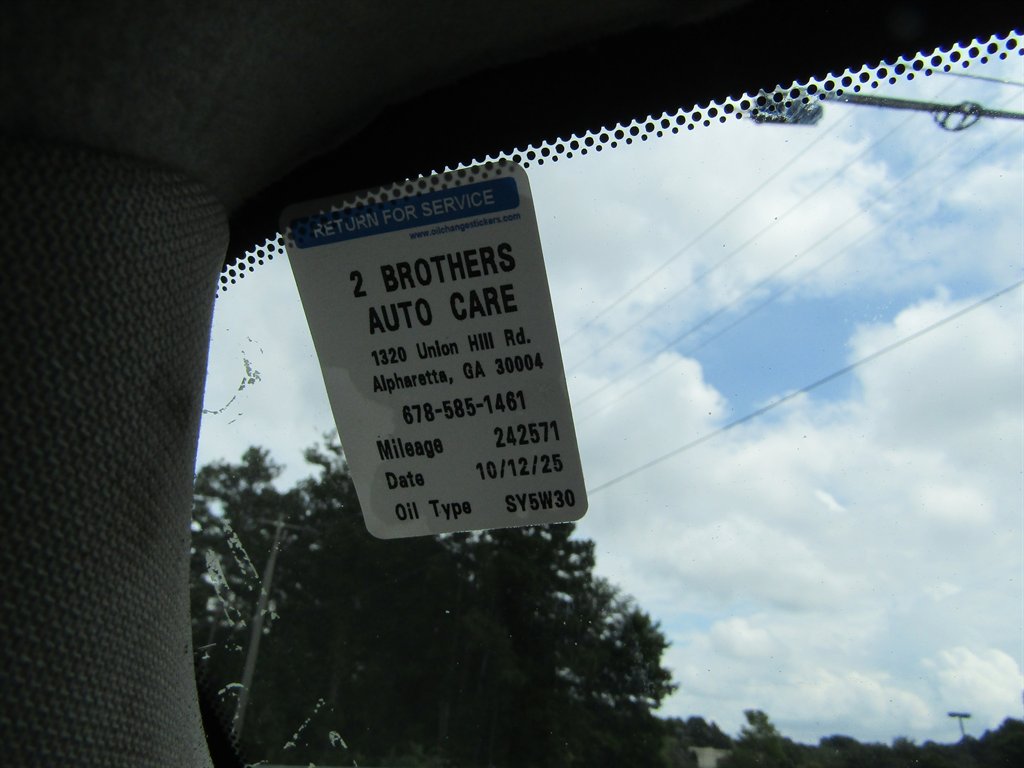 RETURN FOR SERVICE
www.oilchangestickers.com
2 BROTHERS
AUTO CARE
1320 Union Hill Rd.
Alpharetta, GA 30004
678-585-1461
Mileage 242571
Date 10/12/25
Oil Type SY5W30